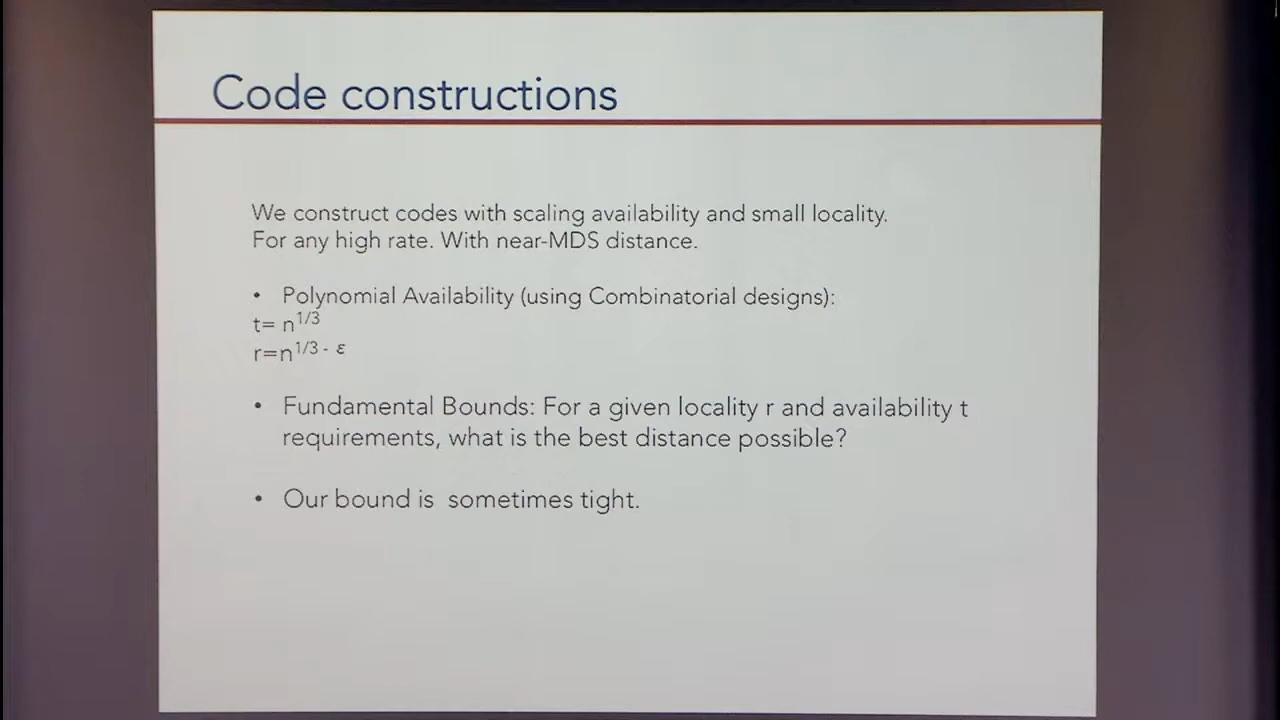 Code constructions
We construct codes with scaling availability and small locality.
For any high rate. With near-MDS distance.
• Polynomial Availability (using Combinatorial designs):
t= n^1/3
r=n^1/3 - ε
• Fundamental Bounds: For a given locality r and availability t
requirements, what is the best distance possible?
• Our bound is sometimes tight.